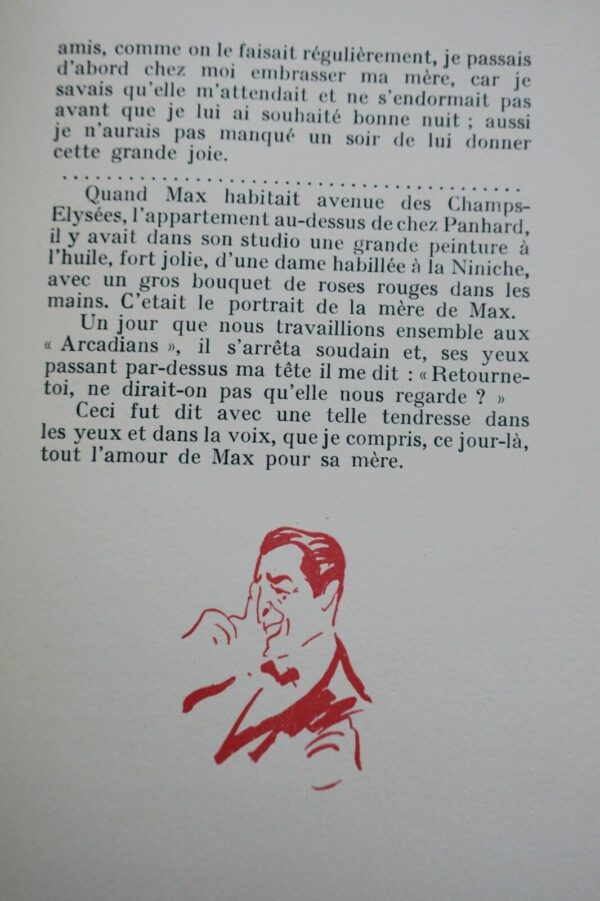 amis, comme on le faisait régulièrement, je passais
d'abord chez moi embrasser ma mère, car je
savais qu'elle m'attendait et ne s'endormait pas
avant que je lui ai souhaité bonne nuit ; aussi
je n'aurais pas manqué un soir de lui donner
cette grande joie.
. . . . . . . . . . . . . . . . . . . . . . . . . . . . . . . . . . . . . . . .
Quand Max habitait avenue des Champs-
Elysées, l'appartement au-dessus de chez Panhard,
il y avait dans son studio une grande peinture à
l'huile, fort jolie, d'une dame habillée à la Niniche,
avec un gros bouquet de roses rouges dans les
mains. C'etait le portrait de la mère de Max.
Un jour que nous travaillions ensemble aux
« Arcadians », il s'arrêta soudain et, ses yeux
passant par-dessus ma tête il me dit : « Retourne-
toi, ne dirait-on pas qu'elle nous regarde ? »
Ceci fut dit avec une telle tendresse dans
les yeux et dans la voix, que je compris, ce jour-là,
tout l'amour de Max pour sa mère.